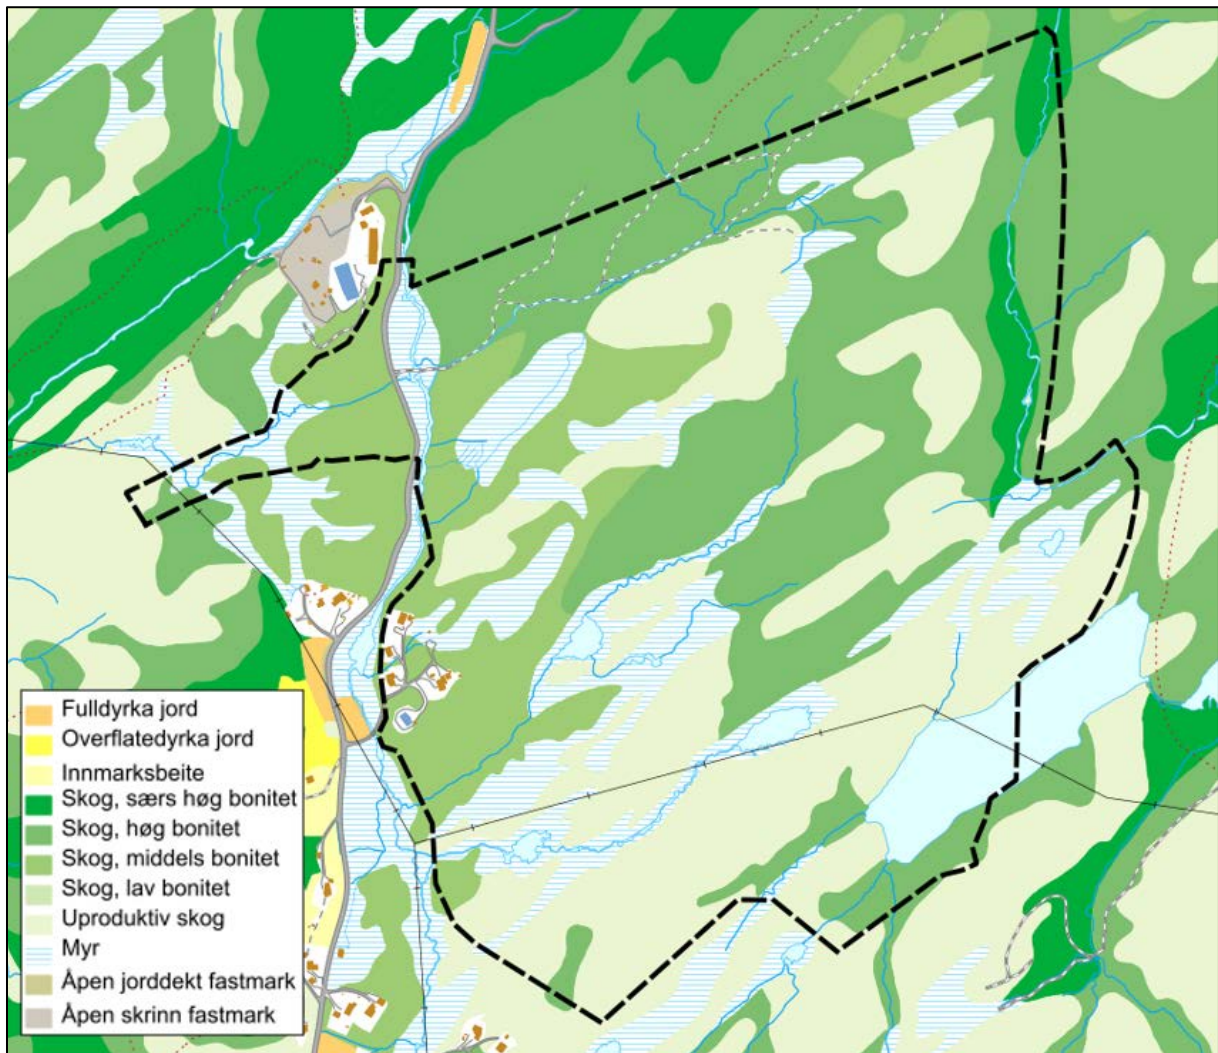 Fulldyrka jord
Overflatedyrka jord
Innmarksbeite
Skog, særs høg bonitet
Skog, høg bonitet
Skog, middels bonitet
Skog, lav bonitet
Uproduktiv skog
Myr
Åpen jorddekt fastmark
Åpen skrinn fastmark